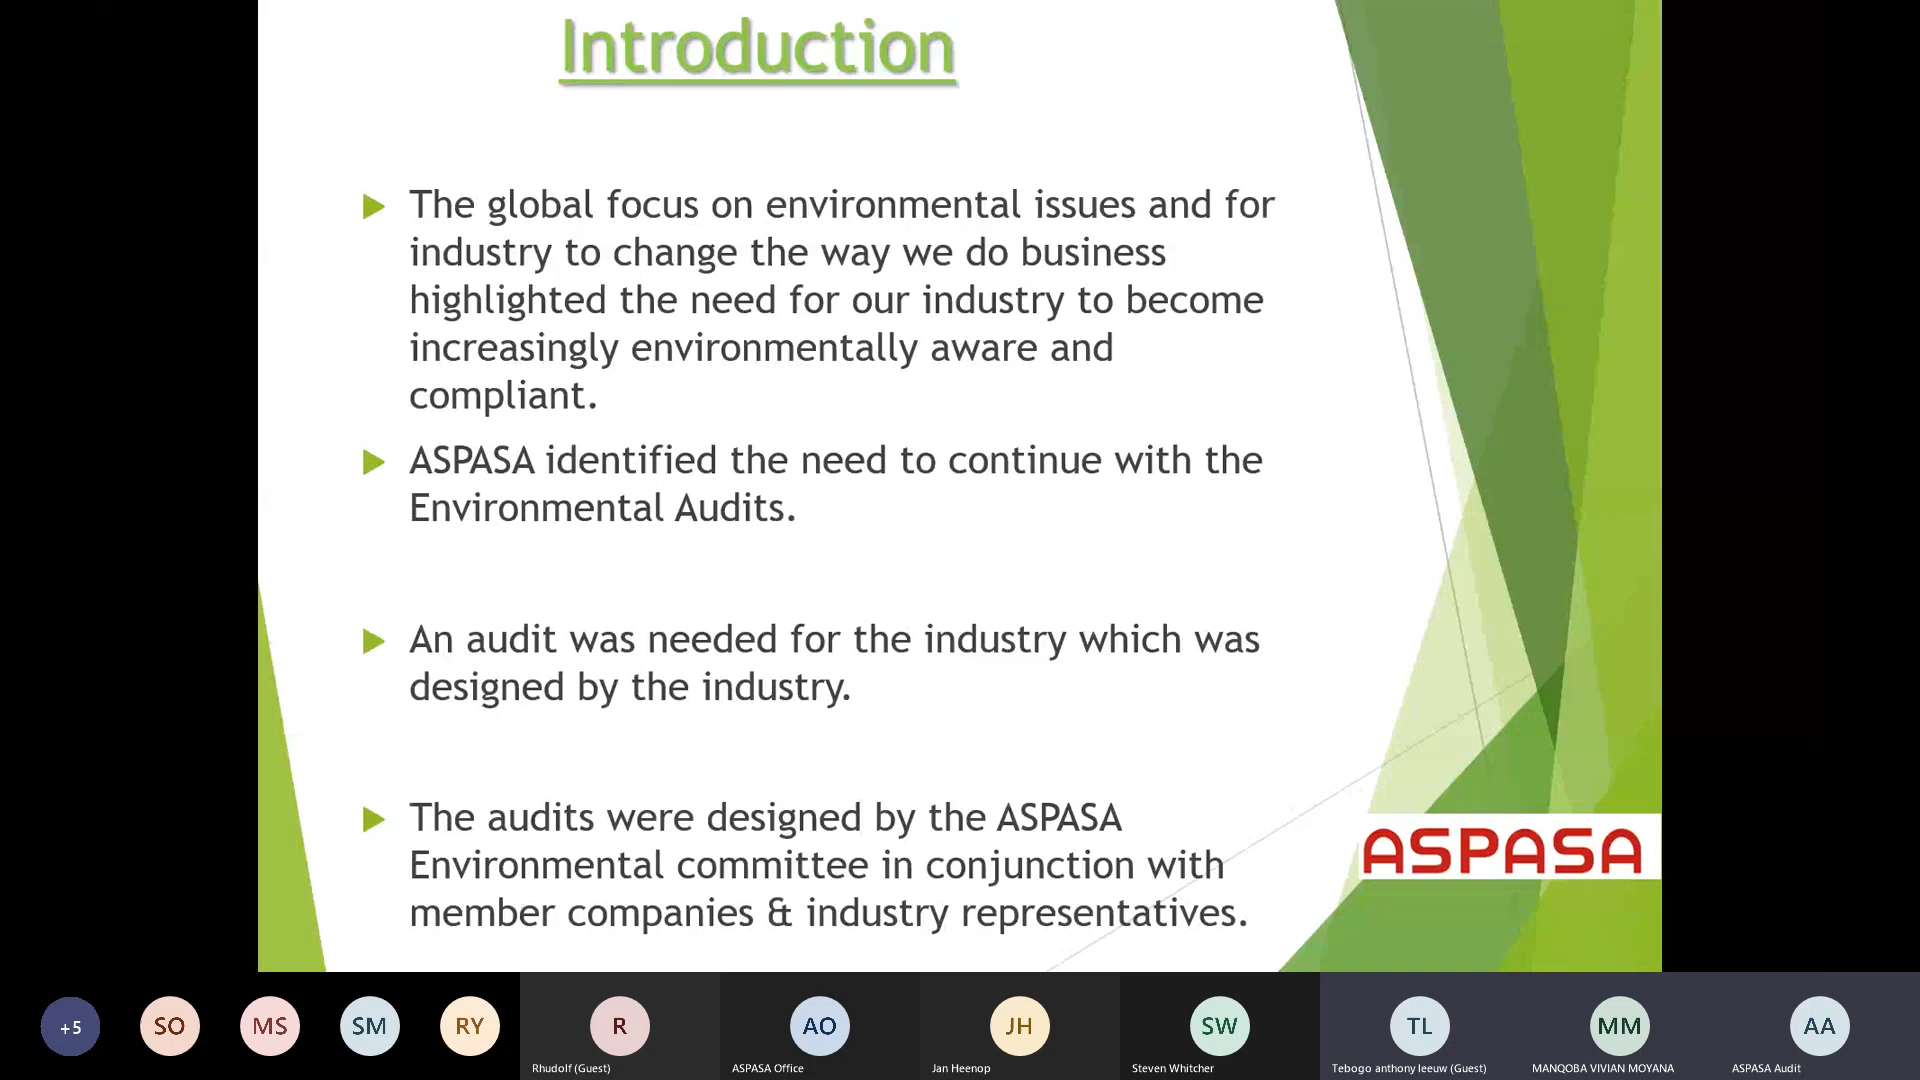 Introduction
The global focus on environmental issues and for
industry to change the way we do business
highlighted the need for our industry to become
increasingly environmentally aware and
compliant.
ASPASA identified the need to continue with the
Environmental Audits.
An audit was needed for the industry which was
designed by the industry.
The audits were designed by the ASPASA
Environmental committee in conjunction with
member companies & industry representatives.
ASPASA
+5
SO
MS
SM
RY
R
AO
JH
SW
TL
MM
AA
Rhudolf (Guest)
ASPASA Office
Jan Heenop
Steven Whitcher
Tebogo anthony leeuw (Guest)
MANQOBA VIVIAN MOYANA
ASPASA Audit